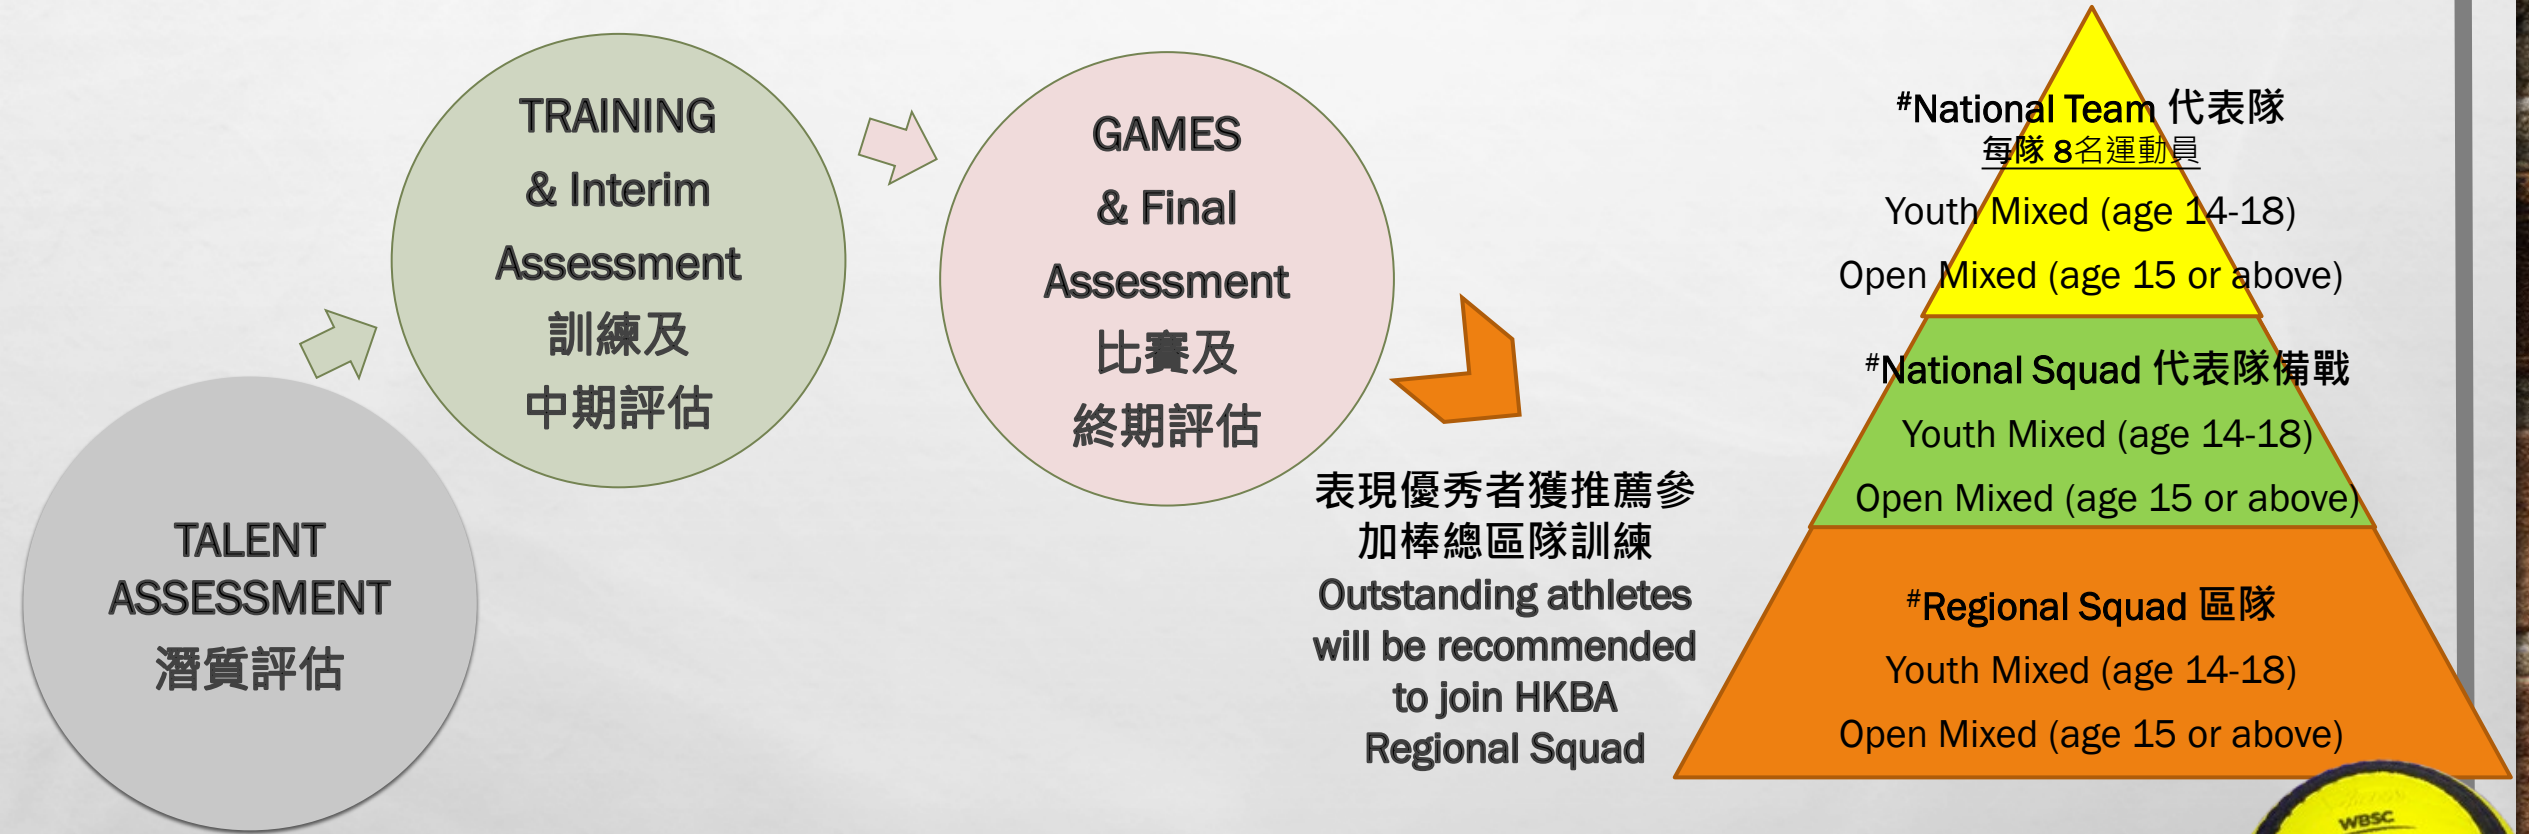 TALENT
ASSESSMENT
潛質評估
TRAINING
& Interim
Assessment
訓練及
中期評估
GAMES
& Final
Assessment
比賽及
終期評估
表現優秀者獲推薦參
加棒總區隊訓練
Outstanding athletes
will be recommended
to join HKBA
Regional Squad
#National Team 代表隊
每隊 8名運動員
Youth Mixed (age 14-18)
Open Mixed (age 15 or above)
#National Squad 代表隊備戰
Youth Mixed (age 14-18)
Open Mixed (age 15 or above)
#Regional Squad 區隊
Youth Mixed (age 14-18)
Open Mixed (age 15 or above)
WBSC